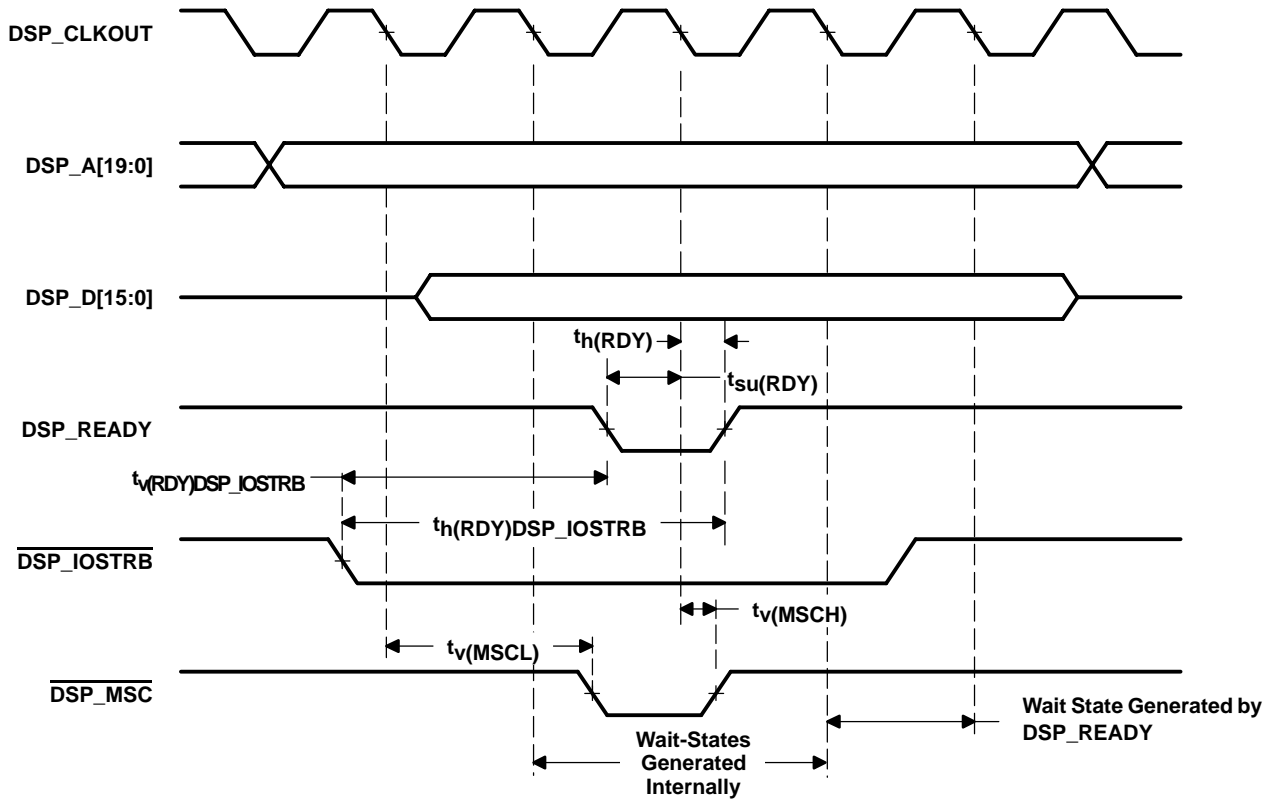 DSP_CLKOUT
DSP_A[19:0]
DSP_D[15:0]
th(RDY)
tsu(RDY)
DSP_READY
tv(RDY)DSP_IOSTRB
th(RDY)DSP_IOSTRB
DSP_IOSTRB
tv(MSCH)
tv(MSCL)
DSP_MSC
Wait State Generated by
DSP_READY
Wait-States
Generated
Internally